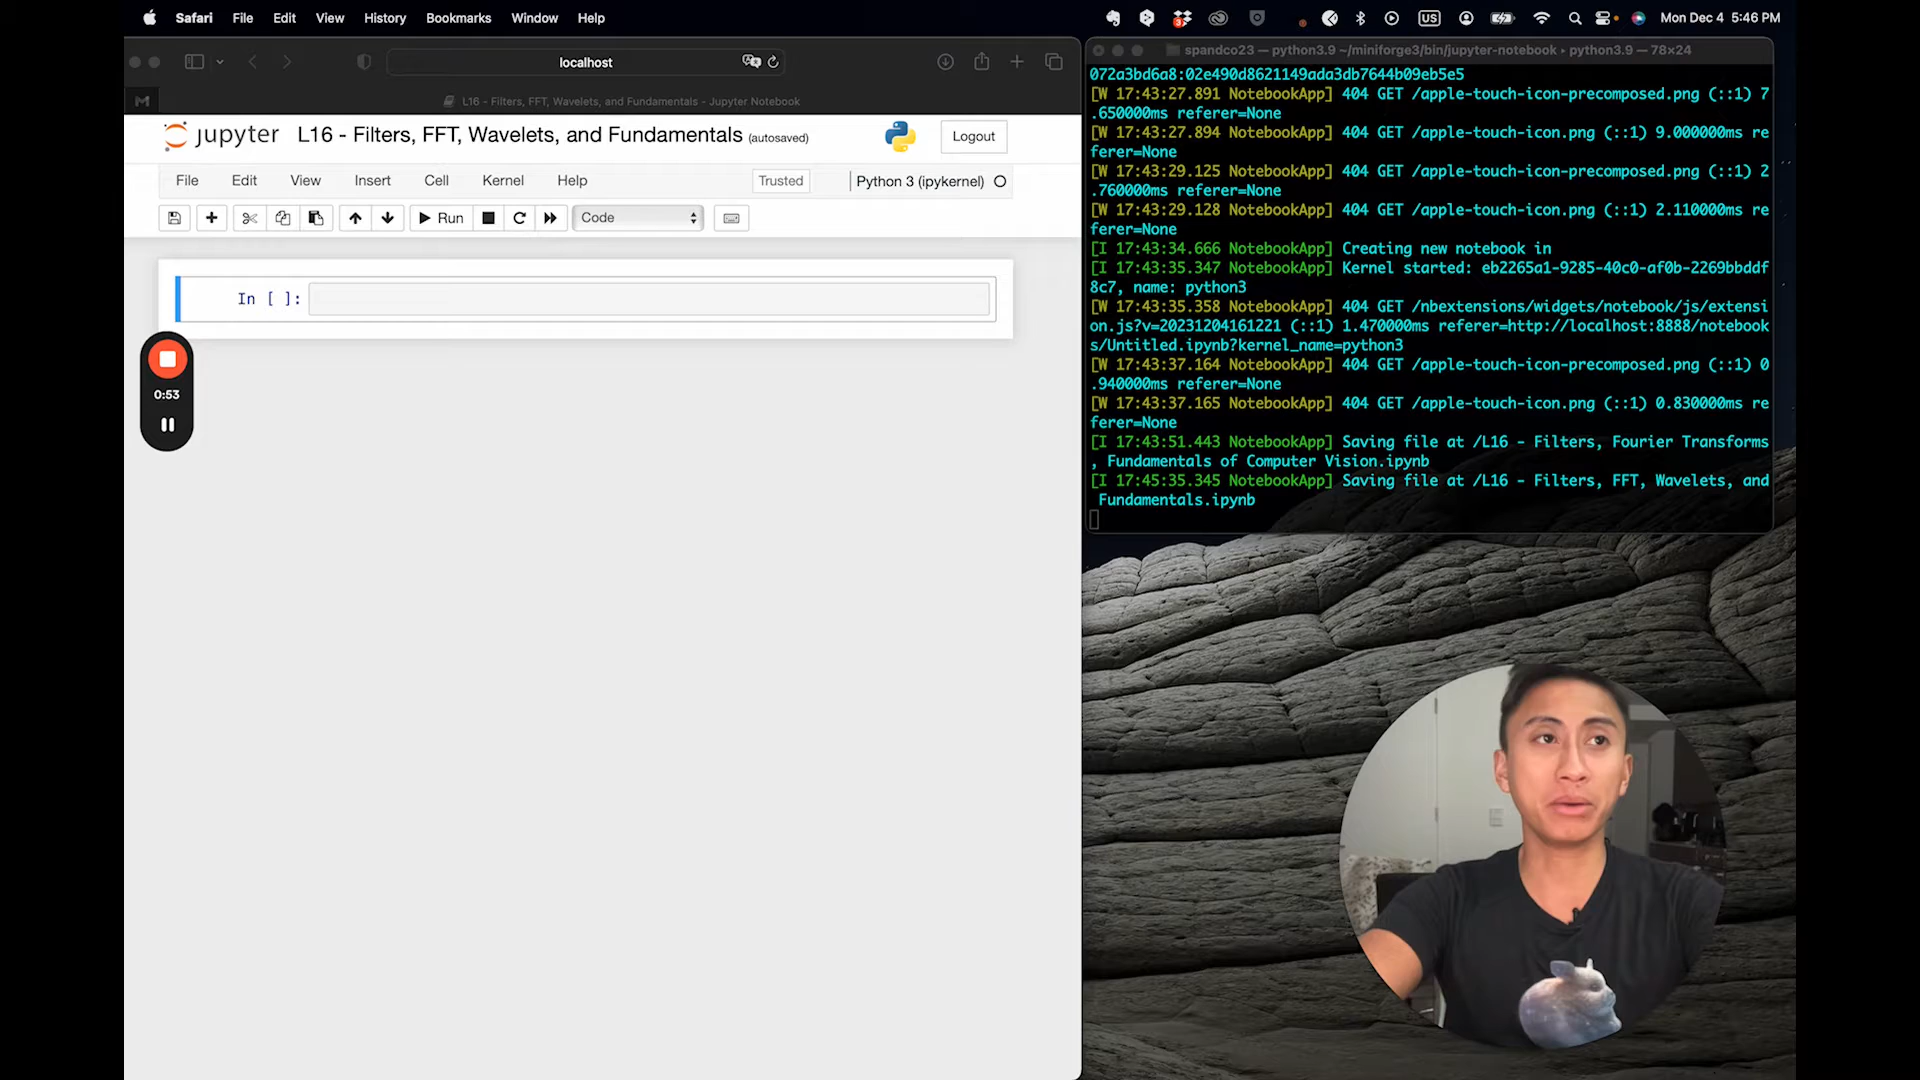 Safari File Edit View History Bookmarks Window Help
3
US
Mon Dec 4 5:46 PM
localhost
L16 - Filters, FFT, Wavelets, and Fundamentals - Jupyter Notebook
jupyter L16 - Filters, FFT, Wavelets, and Fundamentals (autosaved)
Logout
File Edit View Insert Cell Kernel Help
Trusted
Python 3 (ipykernel)
Run
Code
In [ ]:
0:53
spandco23 — python3.9 ~/miniforge3/bin/jupyter-notebook ▸ python3.9 — 78×24
072a3bd6a8:02e490d8621149ada3db7644b09eb5e5
[W 17:43:27.891 NotebookApp] 404 GET /apple-touch-icon-precomposed.png (::1) 7
.650000ms referer=None
[W 17:43:27.894 NotebookApp] 404 GET /apple-touch-icon.png (::1) 9.000000ms re
ferer=None
[W 17:43:29.125 NotebookApp] 404 GET /apple-touch-icon-precomposed.png (::1) 2
.760000ms referer=None
[W 17:43:29.128 NotebookApp] 404 GET /apple-touch-icon.png (::1) 2.110000ms re
ferer=None
[I 17:43:34.666 NotebookApp] Creating new notebook in
[I 17:43:35.347 NotebookApp] Kernel started: eb2265a1-9285-40c0-af0b-2269bbddf
8c7, name: python3
[W 17:43:35.358 NotebookApp] 404 GET /nbextensions/widgets/notebook/js/extensi
on.js?v=20231204161221 (::1) 1.470000ms referer=http://localhost:8888/notebook
s/Untitled.ipynb?kernel_name=python3
[W 17:43:37.164 NotebookApp] 404 GET /apple-touch-icon-precomposed.png (::1) 0
.940000ms referer=None
[W 17:43:37.165 NotebookApp] 404 GET /apple-touch-icon.png (::1) 0.830000ms re
ferer=None
[I 17:43:51.443 NotebookApp] Saving file at /L16 - Filters, Fourier Transforms
, Fundamentals of Computer Vision.ipynb
[I 17:45:35.345 NotebookApp] Saving file at /L16 - Filters, FFT, Wavelets, and
Fundamentals.ipynb